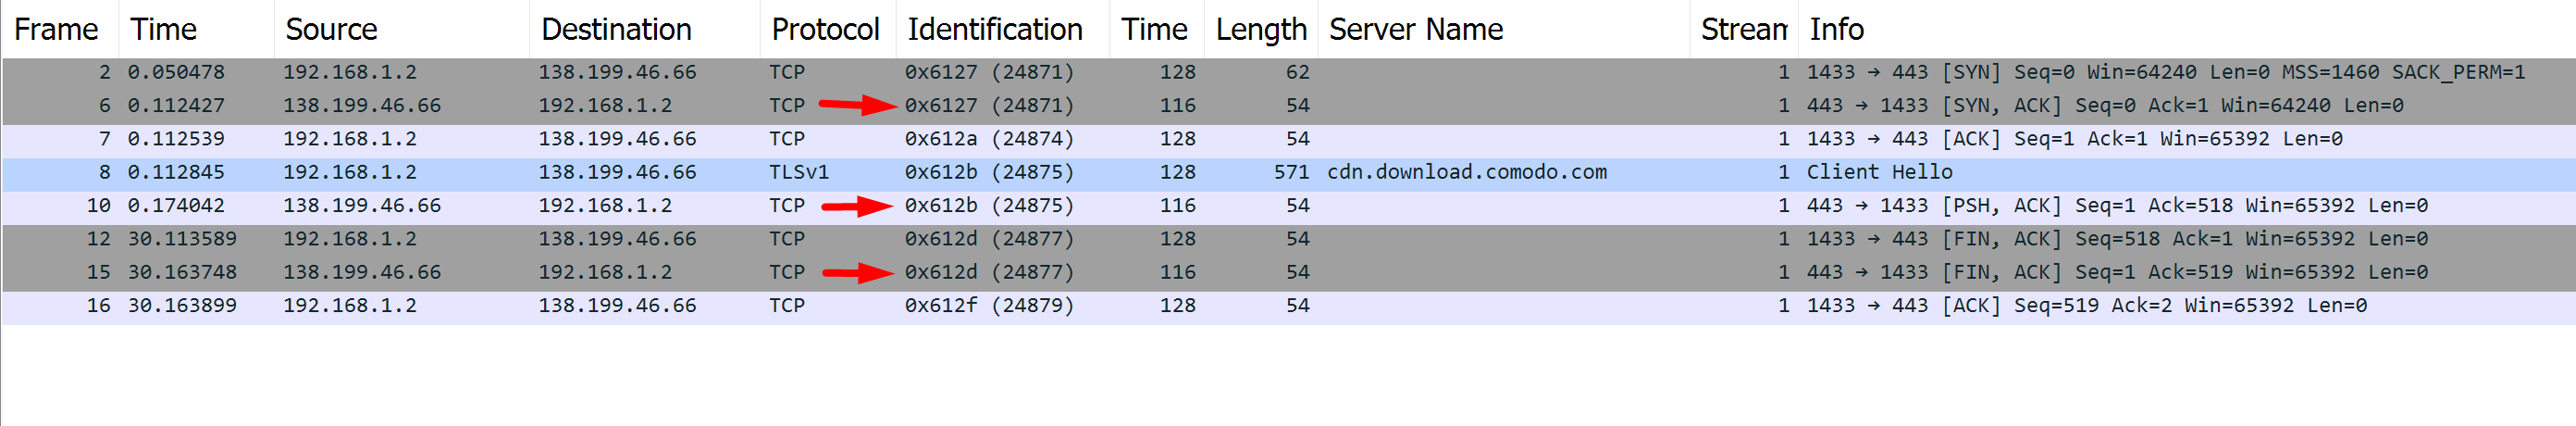 Frame Time Source Destination Protocol Identification Time Length Server Name Stream Info
2 0.050478 192.168.1.2 138.199.46.66 TCP 0x6127 (24871) 128 62 1 1433 → 443 [SYN] Seq=0 Win=64240 Len=0 MSS=1460 SACK_PERM=1
6 0.112427 138.199.46.66 192.168.1.2 TCP 0x6127 (24871) 116 54 1 443 → 1433 [SYN, ACK] Seq=0 Ack=1 Win=64240 Len=0
7 0.112539 192.168.1.2 138.199.46.66 TCP 0x612a (24874) 128 54 1 1433 → 443 [ACK] Seq=1 Ack=1 Win=65392 Len=0
8 0.112845 192.168.1.2 138.199.46.66 TLSv1 0x612b (24875) 128 571 cdn.download.comodo.com 1 Client Hello
10 0.174042 138.199.46.66 192.168.1.2 TCP 0x612b (24875) 116 54 1 443 → 1433 [PSH, ACK] Seq=1 Ack=518 Win=65392 Len=0
12 30.113589 192.168.1.2 138.199.46.66 TCP 0x612d (24877) 128 54 1 1433 → 443 [FIN, ACK] Seq=518 Ack=1 Win=65392 Len=0
15 30.163748 138.199.46.66 192.168.1.2 TCP 0x612d (24877) 116 54 1 443 → 1433 [FIN, ACK] Seq=1 Ack=519 Win=65392 Len=0
16 30.163899 192.168.1.2 138.199.46.66 TCP 0x612f (24879) 128 54 1 1433 → 443 [ACK] Seq=519 Ack=2 Win=65392 Len=0